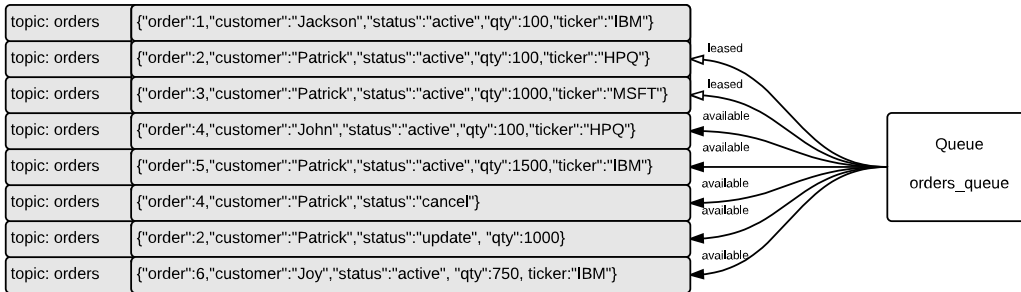 topic: orders {"order":1,"customer":"Jackson","status":"active","qty":100,"ticker":"IBM"}
topic: orders {"order":2,"customer":"Patrick","status":"active","qty":100,"ticker":"HPQ"}
topic: orders {"order":3,"customer":"Patrick","status":"active","qty":1000,"ticker":"MSFT"}
topic: orders {"order":4,"customer":"John","status":"active","qty":100,"ticker":"HPQ"}
topic: orders {"order":5,"customer":"Patrick","status":"active","qty":1500,"ticker":"IBM"}
topic: orders {"order":4,"customer":"Patrick","status":"cancel"}
topic: orders {"order":2,"customer":"Patrick","status":"update", "qty":1000}
topic: orders {"order":6,"customer":"Joy","status":"active", "qty":750, ticker:"IBM"}
leased
leased
available
available
available
available
available
Queue
orders_queue